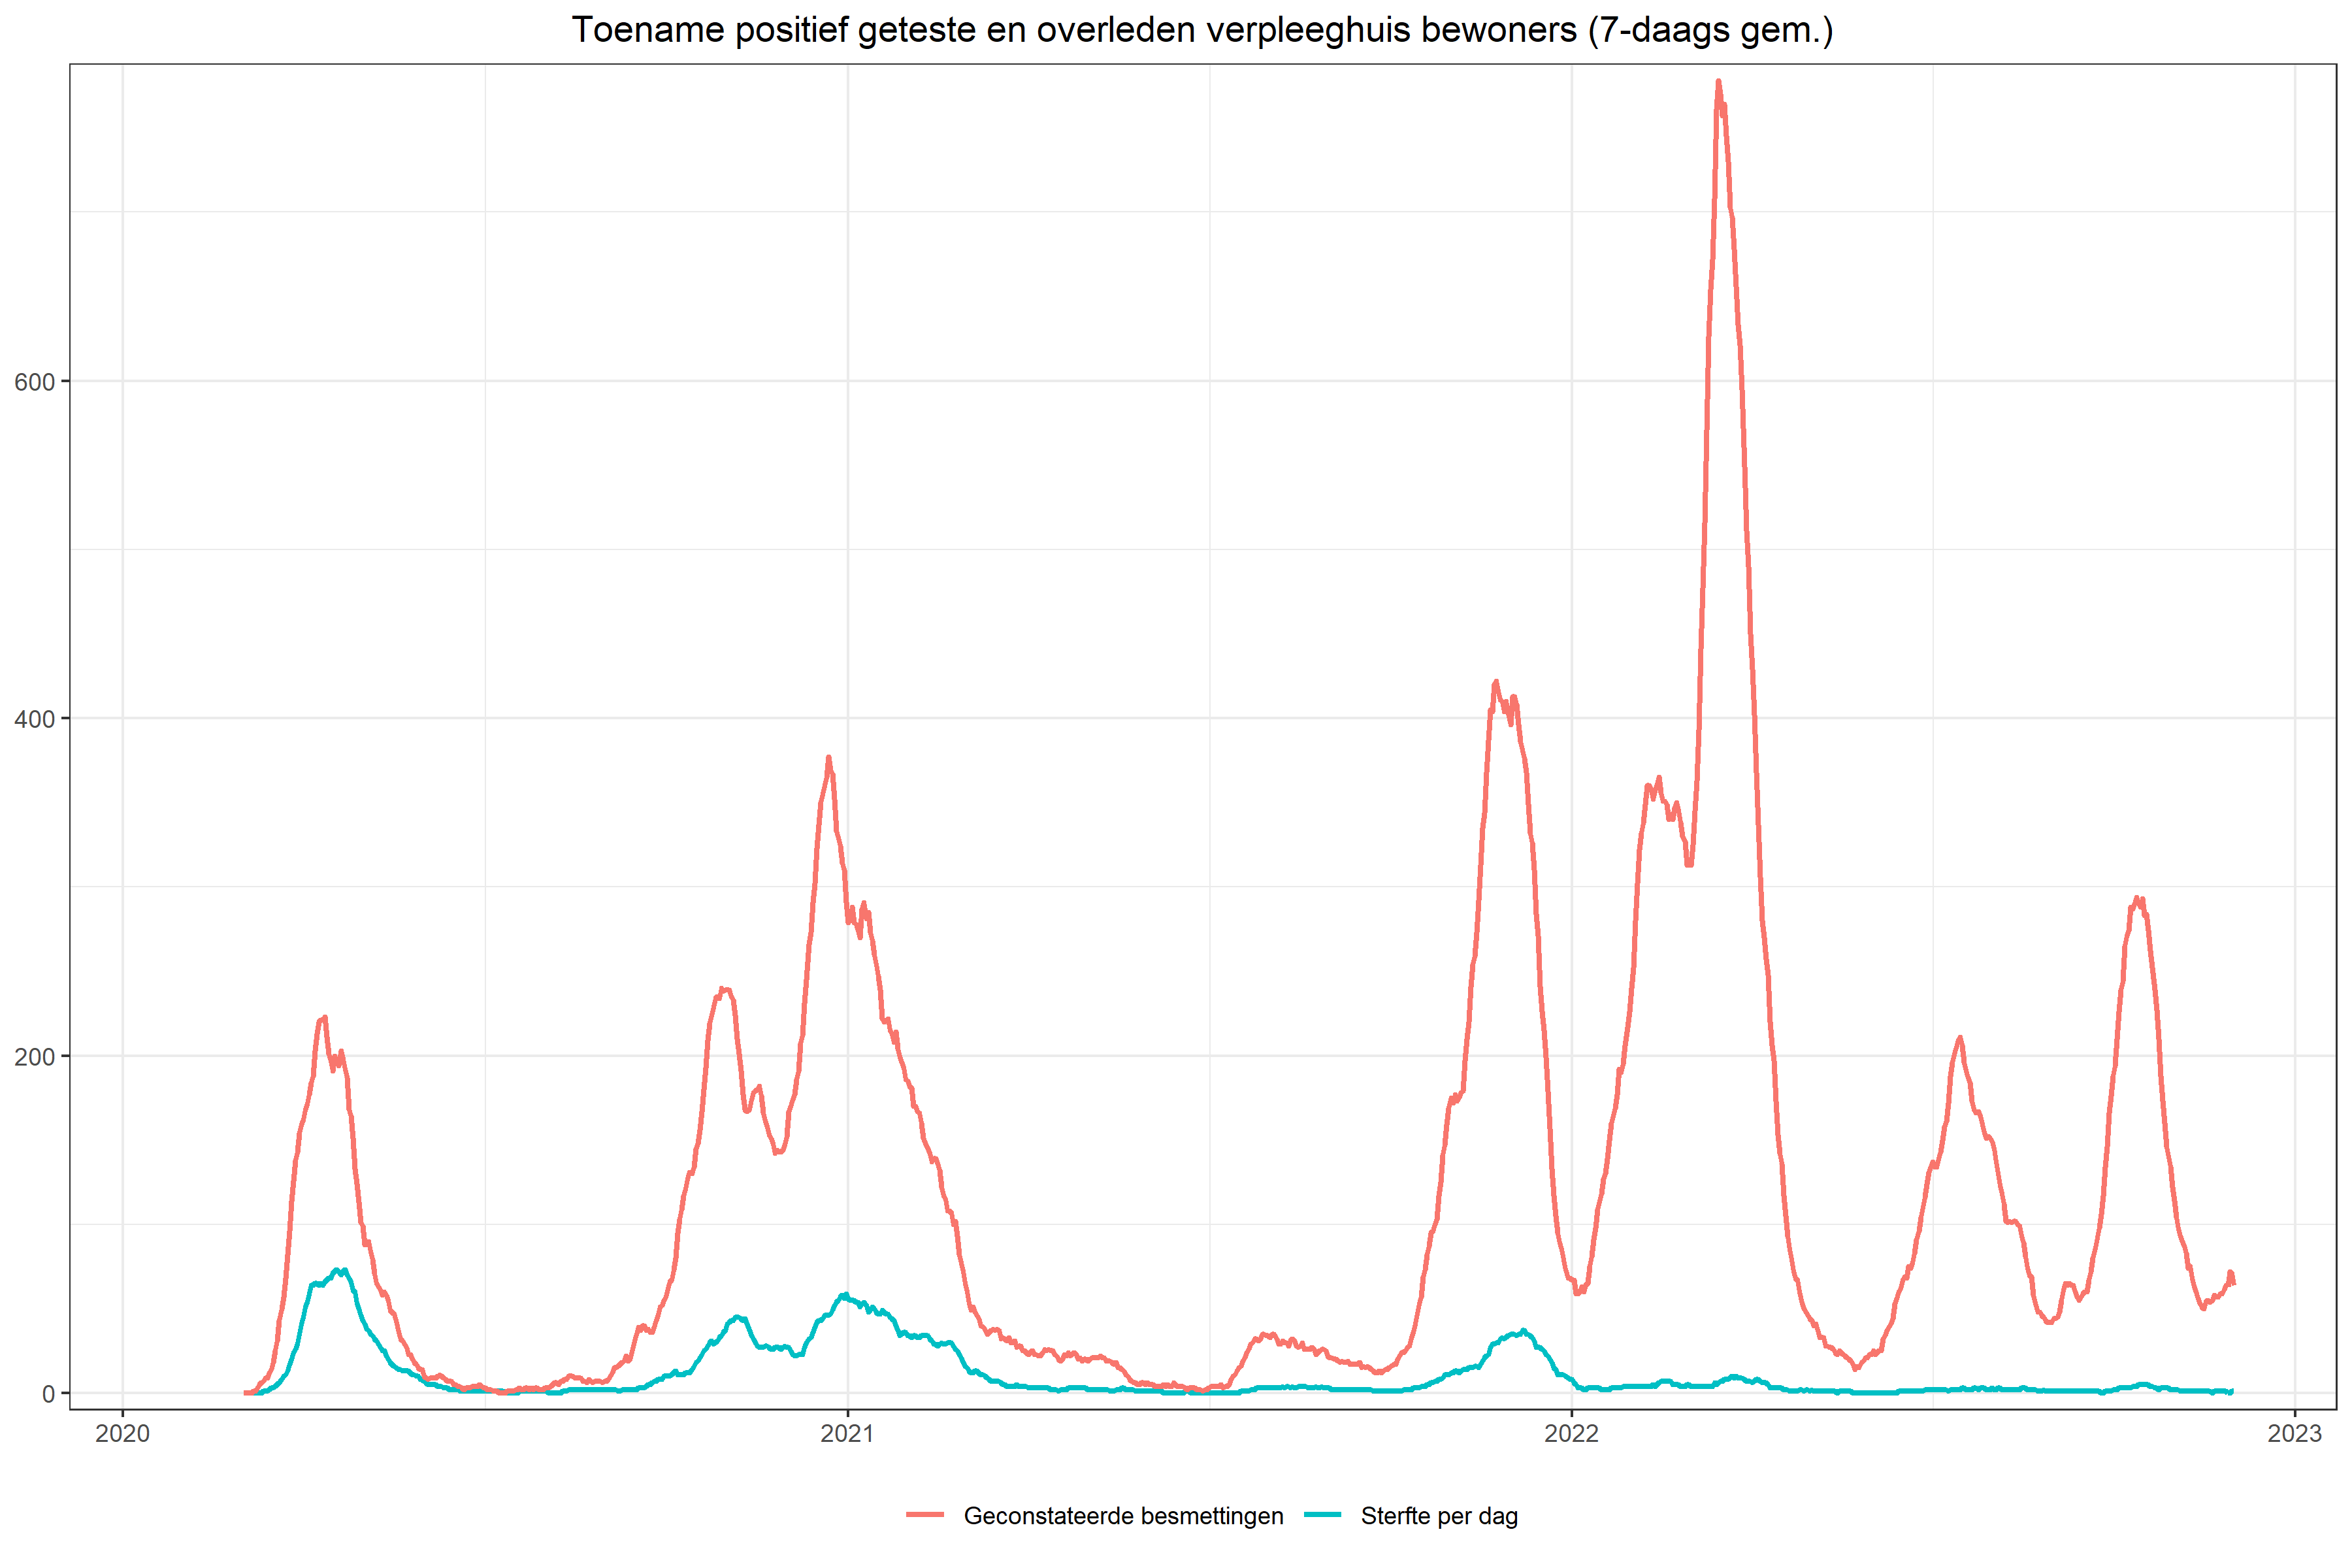 Toename positief geteste en overleden verpleeghuis bewoners (7-daags gem.)
600
400
200
0
2020 2021 2022 2023
Geconstateerde besmettingen Sterfte per dag